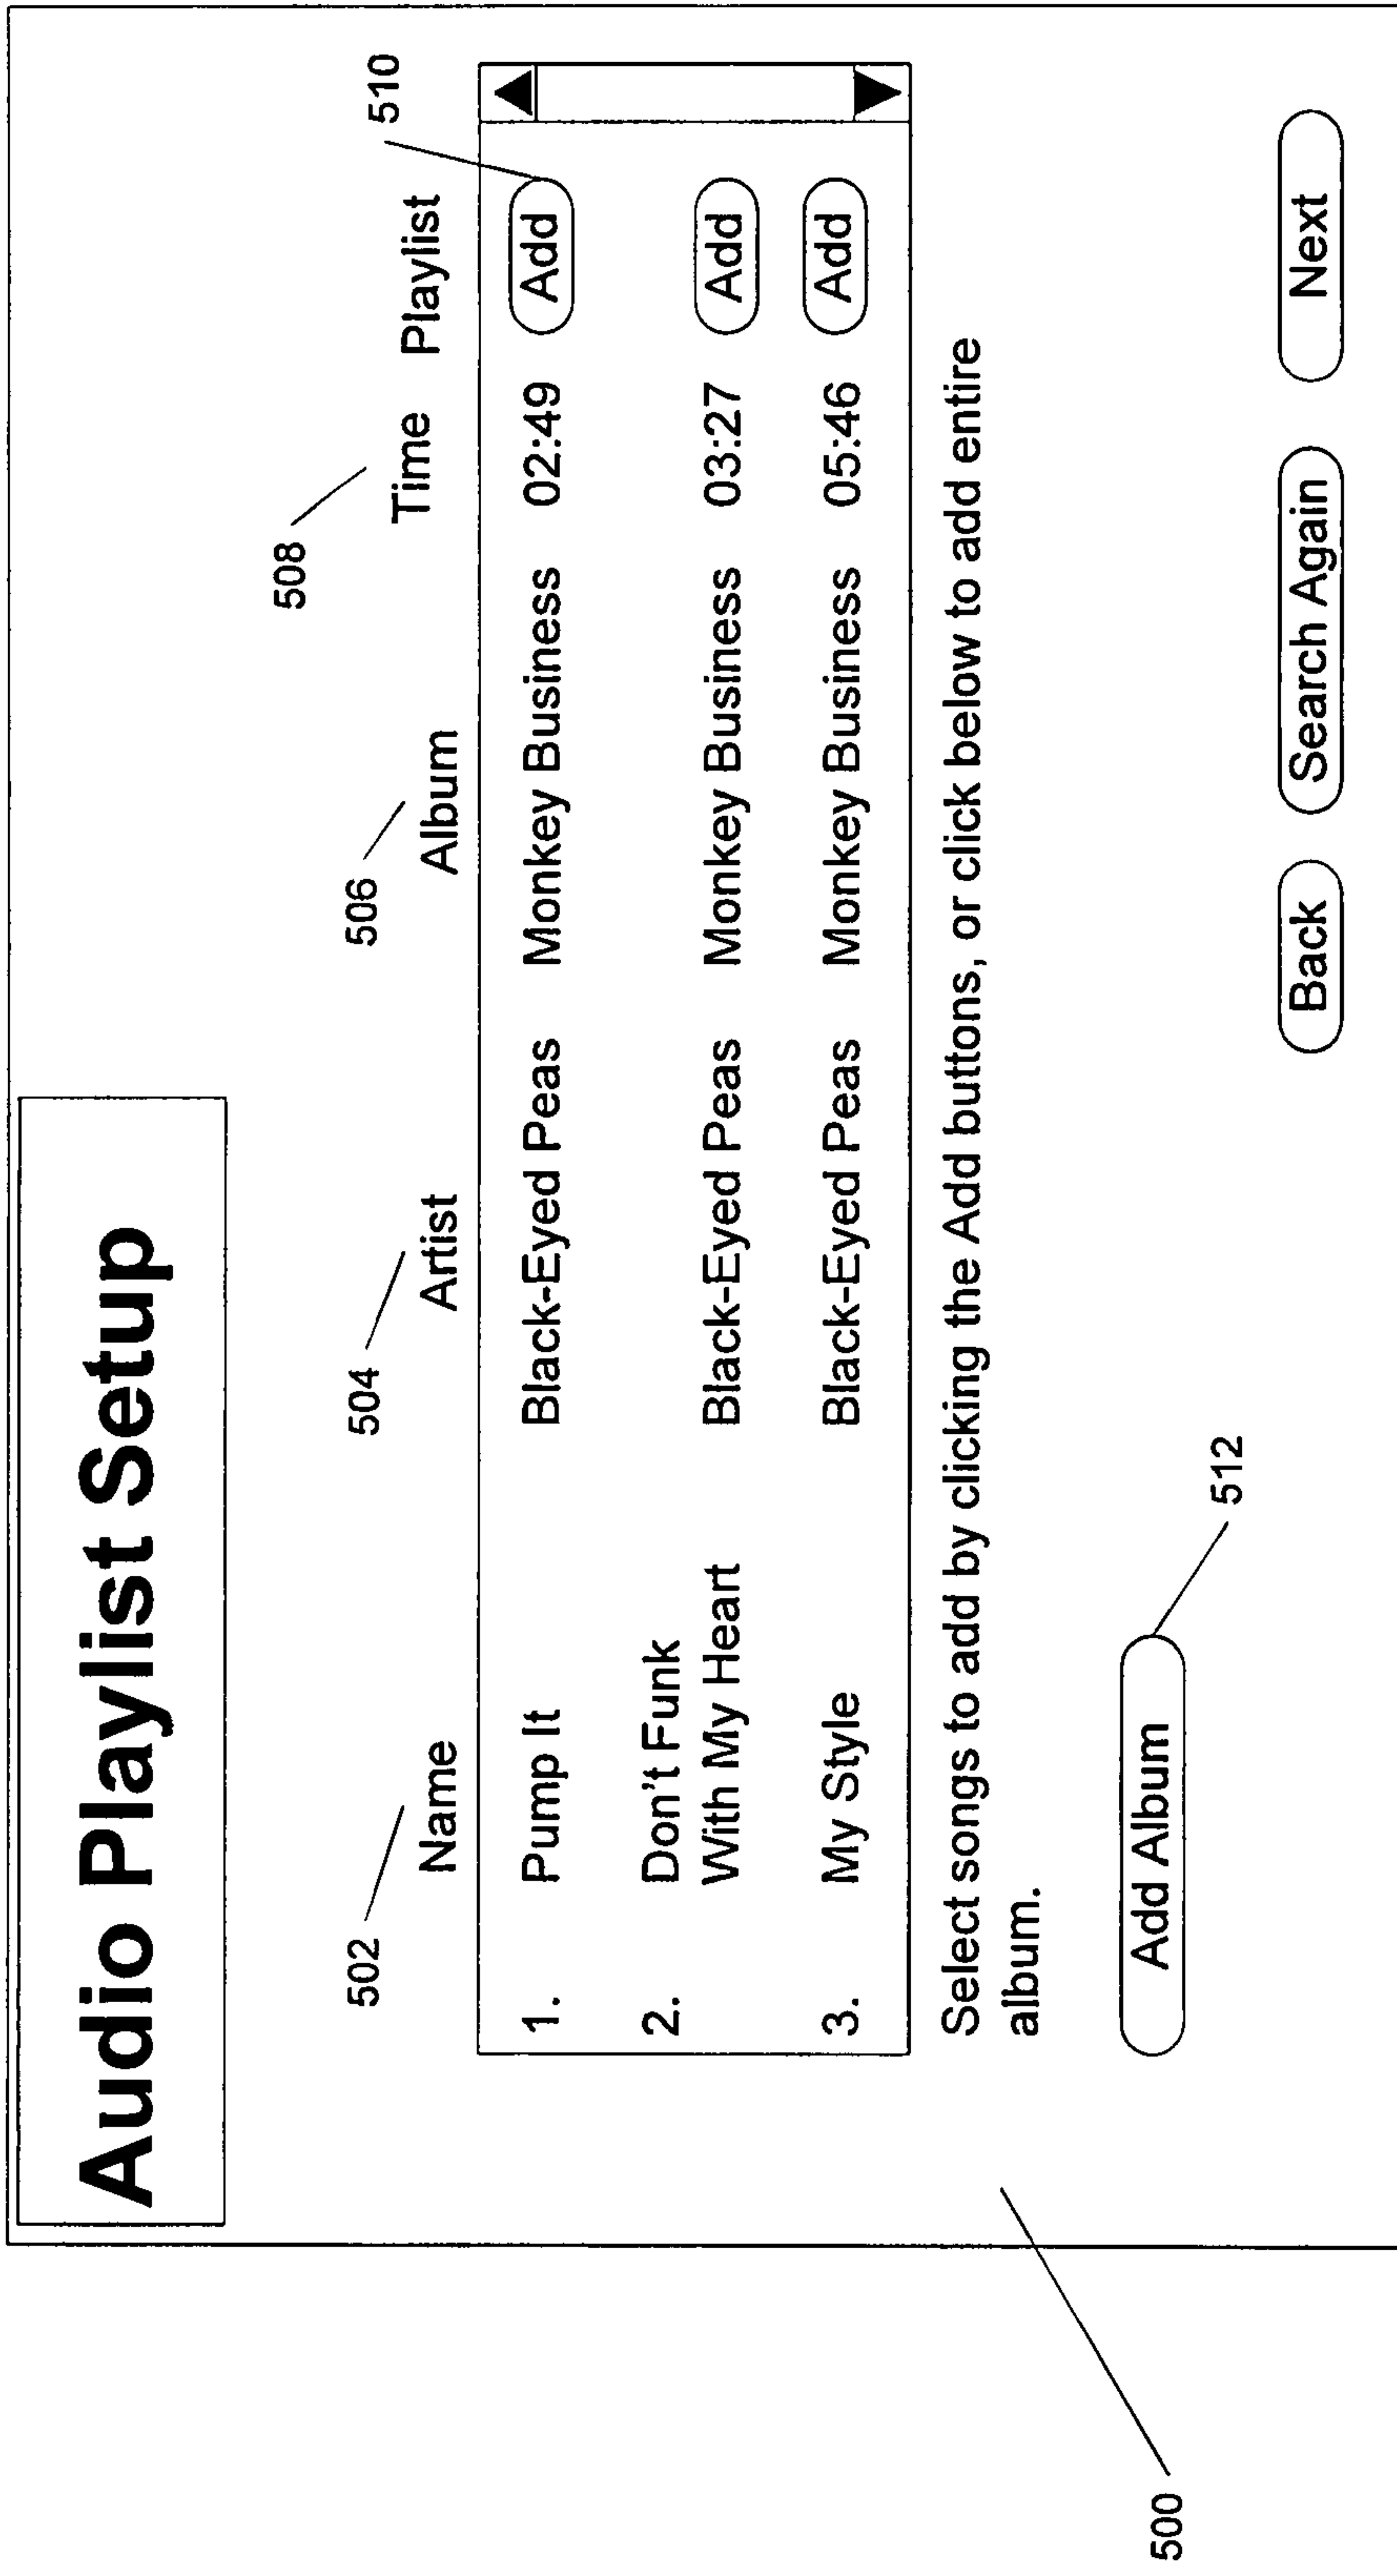 Audio Playlist Setup
508
510
502
504
506
Name Artist Album Time Playlist
1. Pump It Black-Eyed Peas Monkey Business 02:49 Add
2. Don't Funk
With My Heart Black-Eyed Peas Monkey Business 03:27 Add
3. My Style Black-Eyed Peas Monkey Business 05:46 Add
Select songs to add by clicking the Add buttons, or click below to add entire
album.
Add Album
512
500
Back Search Again Next